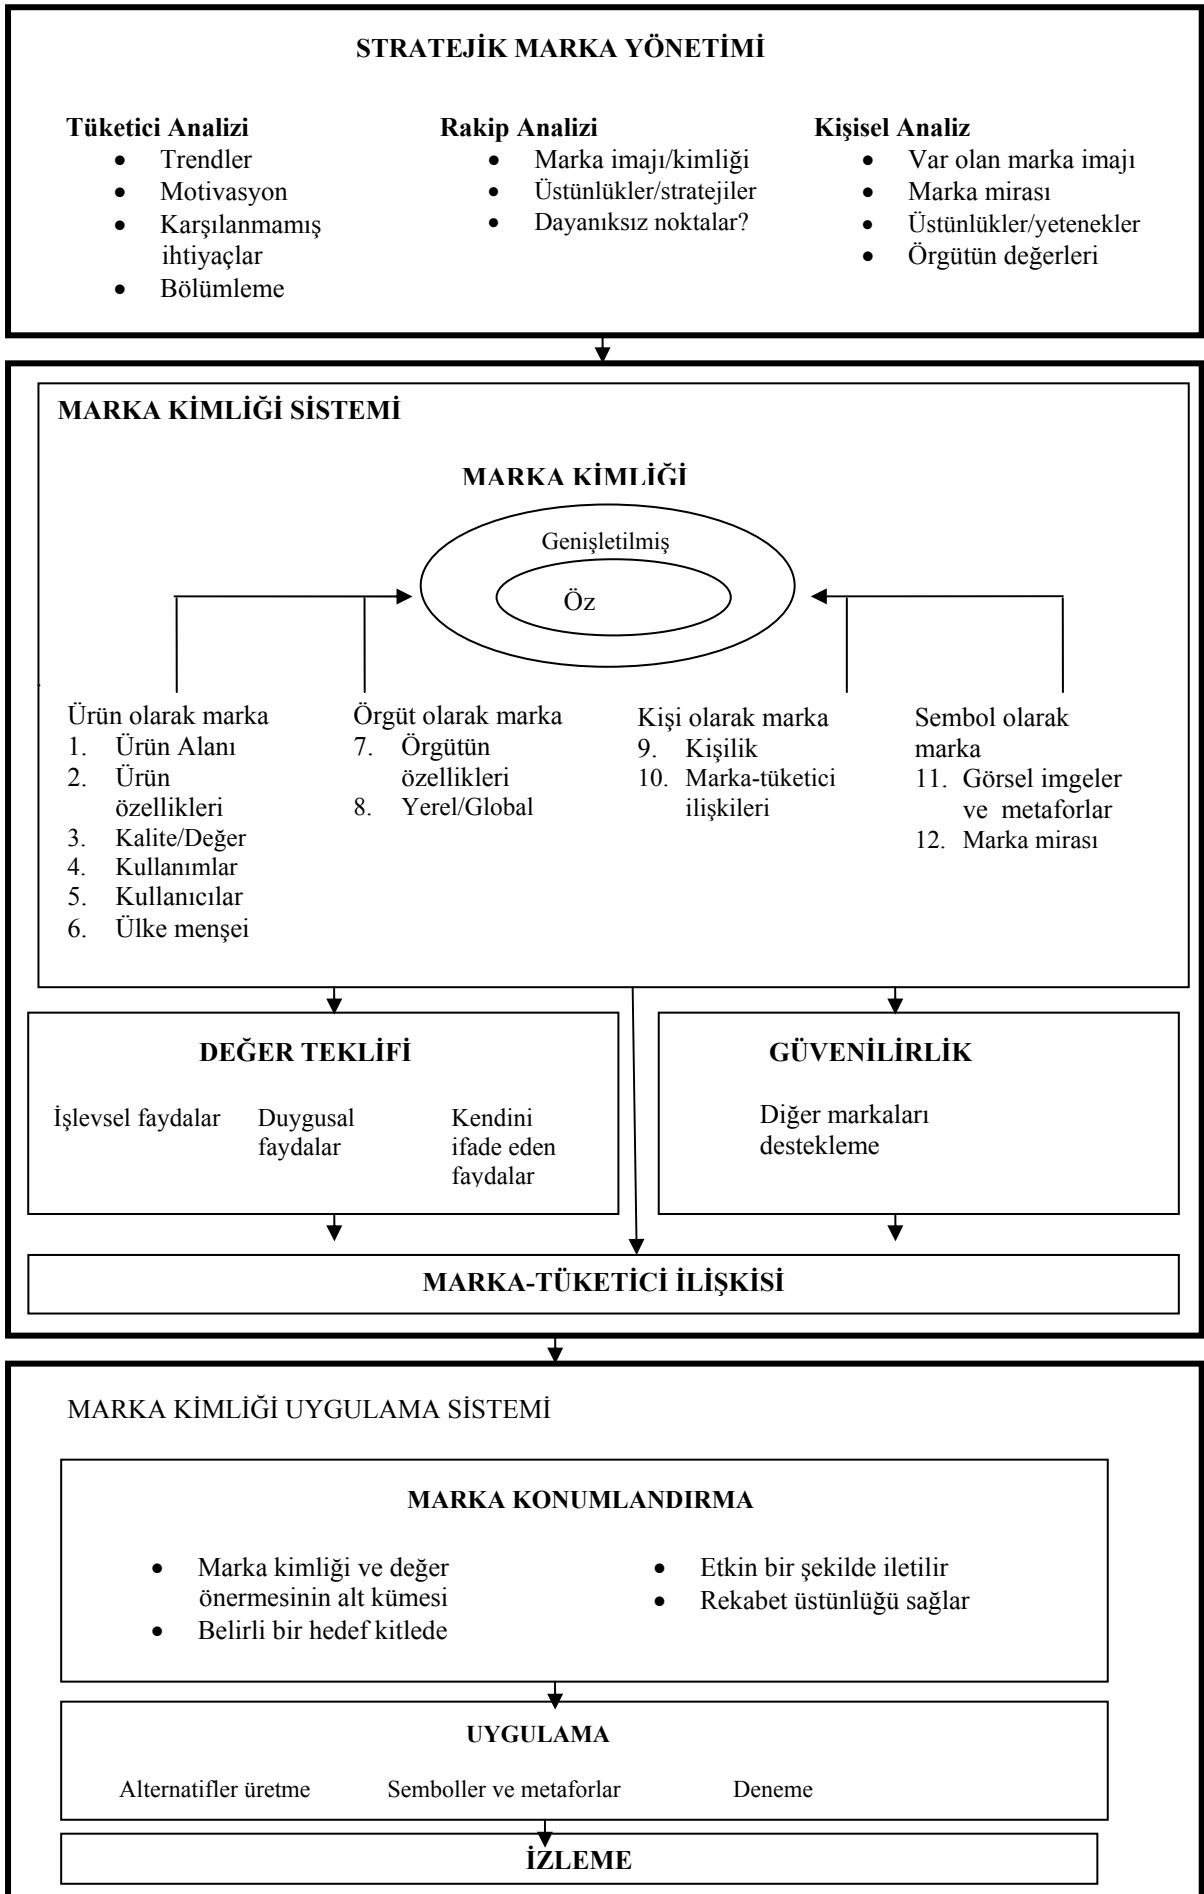 STRATEJİK MARKA YÖNETİMİ
Tüketici Analizi
• Trendler
• Motivasyon
• Karşılanmamış
ihtiyaçlar
• Bölümleme
Rakip Analizi
• Marka imajı/kimliği
• Üstünlükler/stratejiler
• Dayanıksız noktalar?
Kişisel Analiz
• Var olan marka imajı
• Marka mirası
• Üstünlükler/yetenekler
• Örgütün değerleri
MARKA KİMLİĞİ SİSTEMİ
MARKA KİMLİĞİ
Genişletilmiş
Öz
Ürün olarak marka
1. Ürün Alanı
2. Ürün
özellikleri
3. Kalite/Değer
4. Kullanımlar
5. Kullanıcılar
6. Ülke menşei
Örgüt olarak marka
7. Örgütün
özellikleri
8. Yerel/Global
Kişi olarak marka
9. Kişilik
10. Marka-tüketici
ilişkileri
Sembol olarak
marka
11. Görsel imgeler
ve metaforlar
12. Marka mirası
DEĞER TEKLİFİ
İşlevsel faydalar
Duygusal
faydalar
Kendini
ifade eden
faydalar
GÜVENİLİRLİK
Diğer markaları
destekleme
MARKA-TÜKETİCİ İLİŞKİSİ
MARKA KİMLİĞİ UYGULAMA SİSTEMİ
MARKA KONUMLANDIRMA
• Marka kimliği ve değer
önermesinin alt kümesi
• Belirli bir hedef kitlede
• Etkin bir şekilde iletilir
• Rekabet üstünlüğü sağlar
UYGULAMA
Alternatifler üretme
Semboller ve metaforlar
Deneme
İZLEME